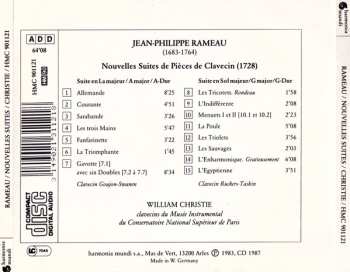 harmonia mundi
HMC 901121
ADD
64'08
JEAN-PHILIPPE RAMEAU
(1683-1764)
Nouvelles Suites de Pièces de Clavecin (1728)
Suite en La majeur / A major / A-Dur
1 Allemande 8'25
2 Courante 4'51
3 Sarabande 3'21
4 Les trois Mains 5'47
5 Fanfarinette 3'22
6 La Triomphante 1'34
7 Gavotte [7.1]
avec six Doubles [7.2 à 7.7] 8'34
Clavecin Goujon-Swanen
Suite en Sol majeur / G major / G-Dur
8 Les Tricotets. Rondeau 1'58
9 L'Indifférente 2'08
10 Menuets I et II [10.1 et 10.2] 3'23
11 La Poule 5'08
12 Les Triolets 3'56
13 Les Sauvages 2'01
14 L'Enharmonique. Gratieusement 6'08
15 L'Egyptienne 3'51
Clavecin Ruckers-Taskin
WILLIAM CHRISTIE
clavecins du Musée Instrumental
du Conservatoire National Supérieur de Paris
COMPACT
disc
DIGITAL AUDIO
harmonia mundi s.a., Mas de Vert, 13200 Arles ℗ 1983, CD 1987
Made in W. Germany
RAMEAU / NOUVELLES SUITES / CHRISTIE / HMC 901121
RAMEAU / NOUVELLES SUITES / CHRISTIE / HMC 901121
harmonia mundi